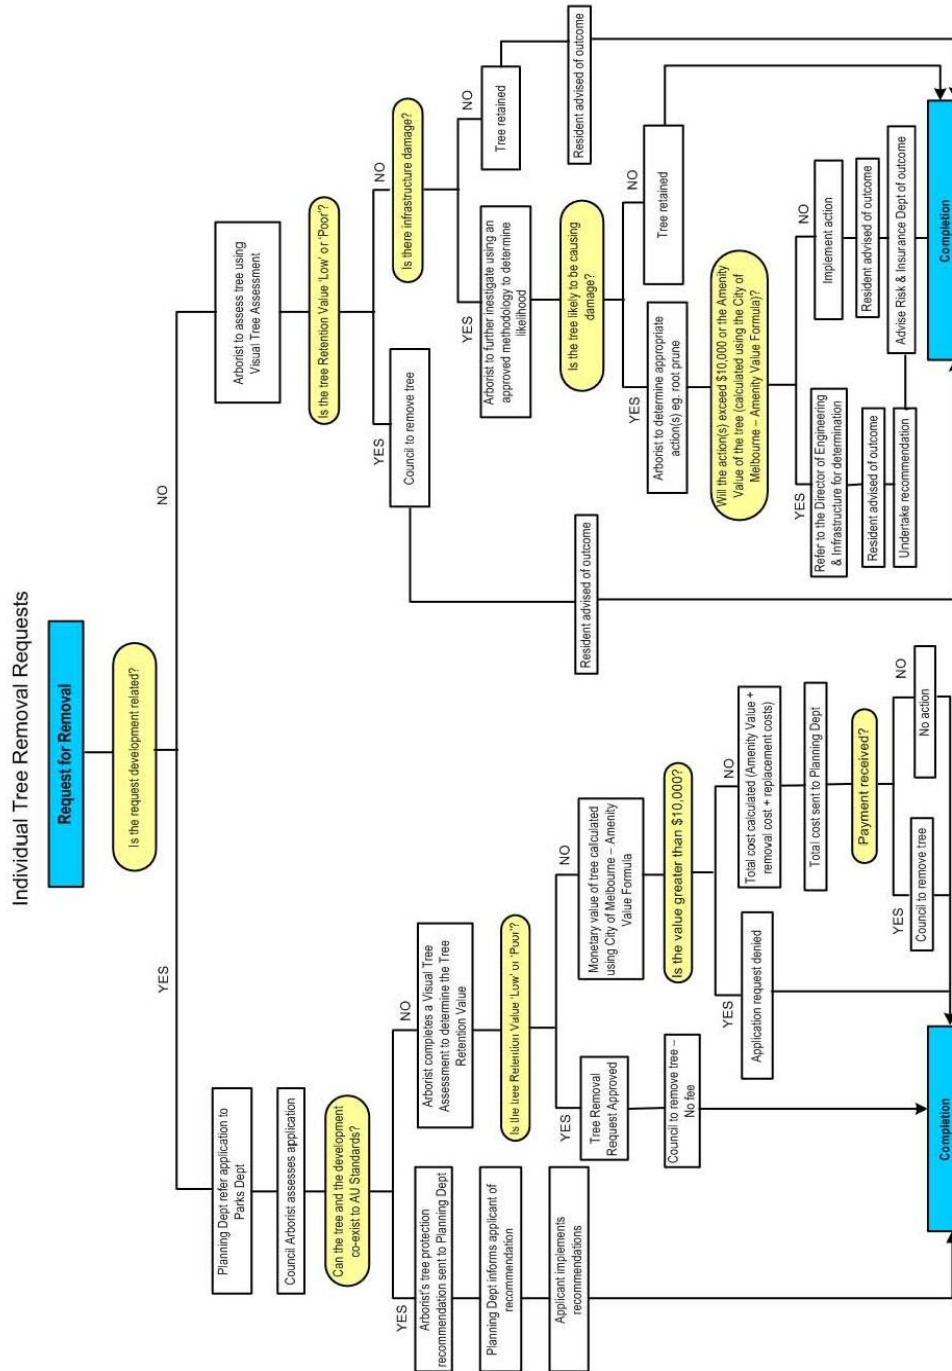 Individual Tree Removal Requests
Request for Removal
Is the request development related?
YES
NO
Planning Dept refer application to
Parks Dept
Council Arborist assesses application
Can the tree and the development
co-exist to AU Standards?
YES
NO
Arborist's tree protection
recommendation sent to Planning Dept
Planning Dept informs applicant of
recommendation
Applicant implements
recommendations
Arborist completes a Visual Tree
Assessment to determine the Tree
Retention Value
Is the tree Retention Value 'Low' or 'Poor'?
YES
NO
Tree Removal
Request Approved
Council to remove tree –
No fee
Monetary value of tree calculated
using City of Melbourne – Amenity
Value Formula
Is the value greater than $10,000?
YES
NO
Application request denied
Total cost calculated (Amenity Value +
removal cost + replacement costs)
Total cost sent to Planning Dept
Payment received?
YES
NO
Council to remove tree
No action
Completion
Arborist to assess tree using
Visual Tree Assessment
Is the tree Retention Value 'Low' or 'Poor'?
YES
NO
Council to remove tree
Resident advised of outcome
Is there infrastructure damage?
YES
NO
Arborist to further inestigate using an
approved methodology to determine
likelihood
Tree retained
Resident advised of outcome
Is the tree likely to be causing
damage?
YES
NO
Arborist to determine appropriate
action(s) eg. root prune
Tree retained
Will the action(s) exceed $10,000 or the Amenity
Value of the tree (calculated using the City of
Melbourne – Amenity Value Formula)?
YES
NO
Refer to the Director of Engineering
& Infrastructure for determination
Resident advised of outcome
Undertake recommendation
Implement action
Resident advised of outcome
Advise Risk & Insurance Dept of outcome
Completion